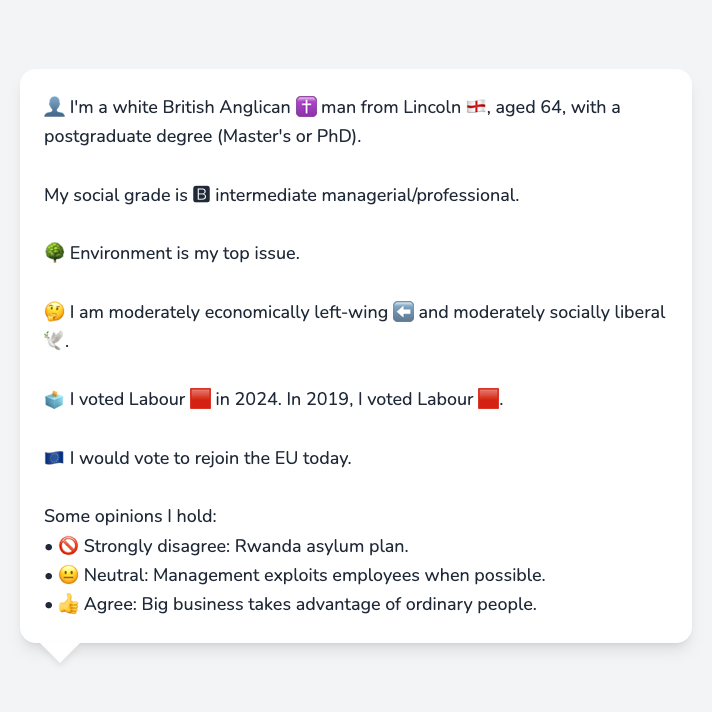 👤 I'm a white British Anglican ✝️ man from Lincoln 🏴󠁧󠁢󠁥󠁮󠁧󠁿, aged 64, with a
postgraduate degree (Master's or PhD).
My social grade is 🅱 intermediate managerial/professional.
🌳 Environment is my top issue.
🤔 I am moderately economically left-wing ⬅️ and moderately socially liberal
🕊️.
🗳️ I voted Labour 🟥 in 2024. In 2019, I voted Labour 🟥.
🇪🇺 I would vote to rejoin the EU today.
Some opinions I hold:
• 🚫 Strongly disagree: Rwanda asylum plan.
• 😐 Neutral: Management exploits employees when possible.
• 👍 Agree: Big business takes advantage of ordinary people.